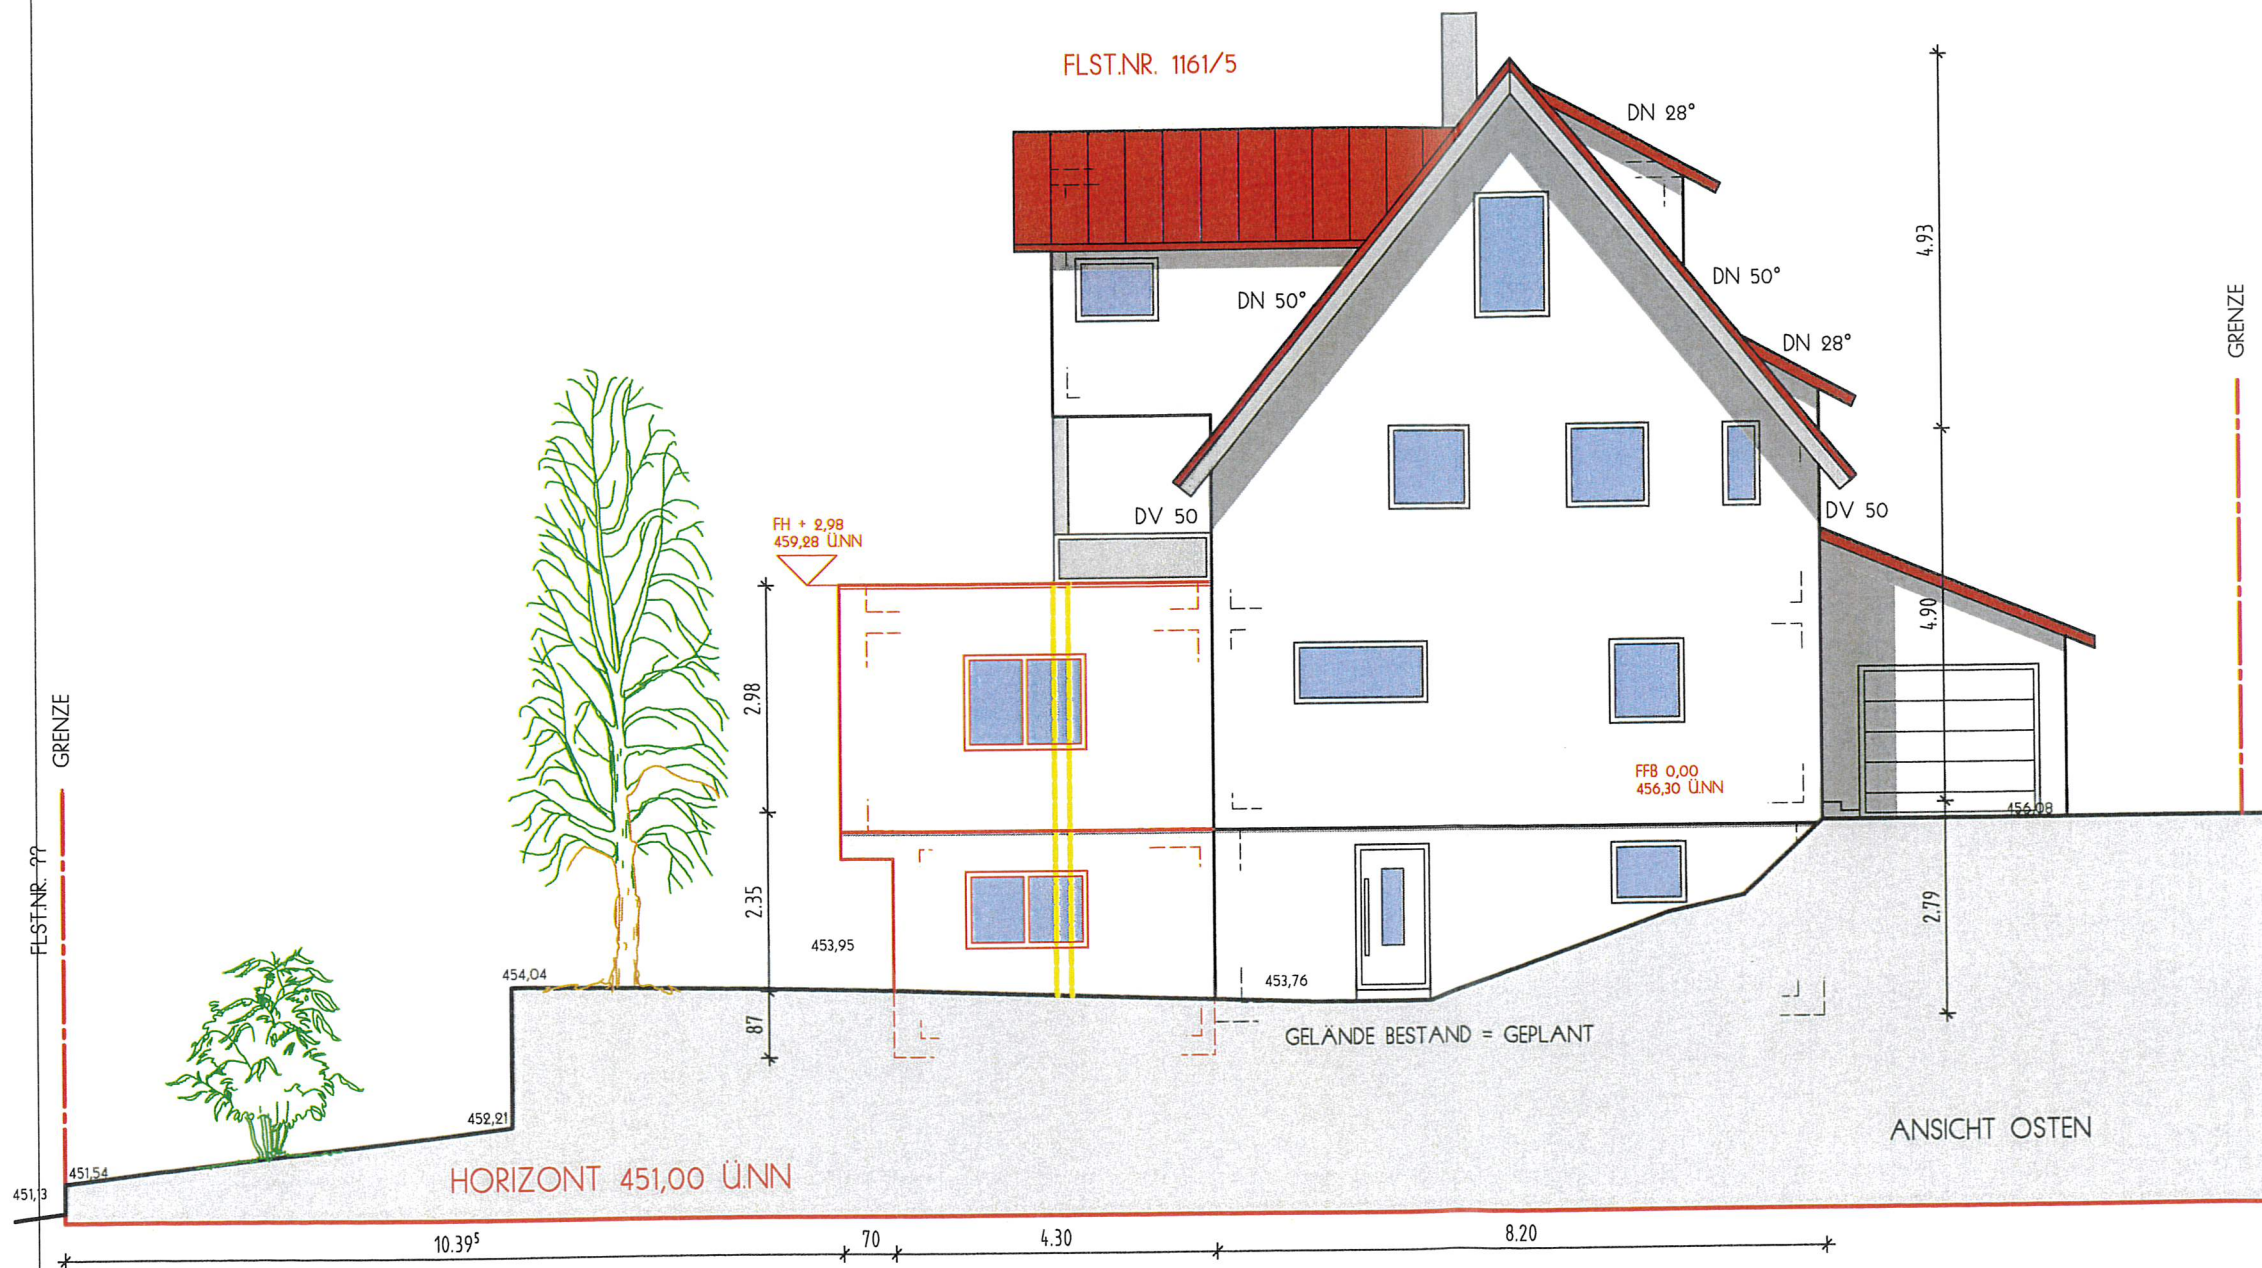 FLST.NR. 1161/5
DN 28°
DN 50°
DN 50°
DN 28°
4.93
GRENZE
DV 50
DV 50
FH + 2,98
459,28 Ü.NN
4.90
2.98
GRENZE
FFB 0,00
456,30 Ü.NN
456,08
FLST.NR. ??
2.35
2.79
453,95
454,04
453,76
87
GELÄNDE BESTAND = GEPLANT
452,21
ANSICHT OSTEN
451,54
451,13
HORIZONT 451,00 Ü.NN
10.39⁵
70
4.30
8.20